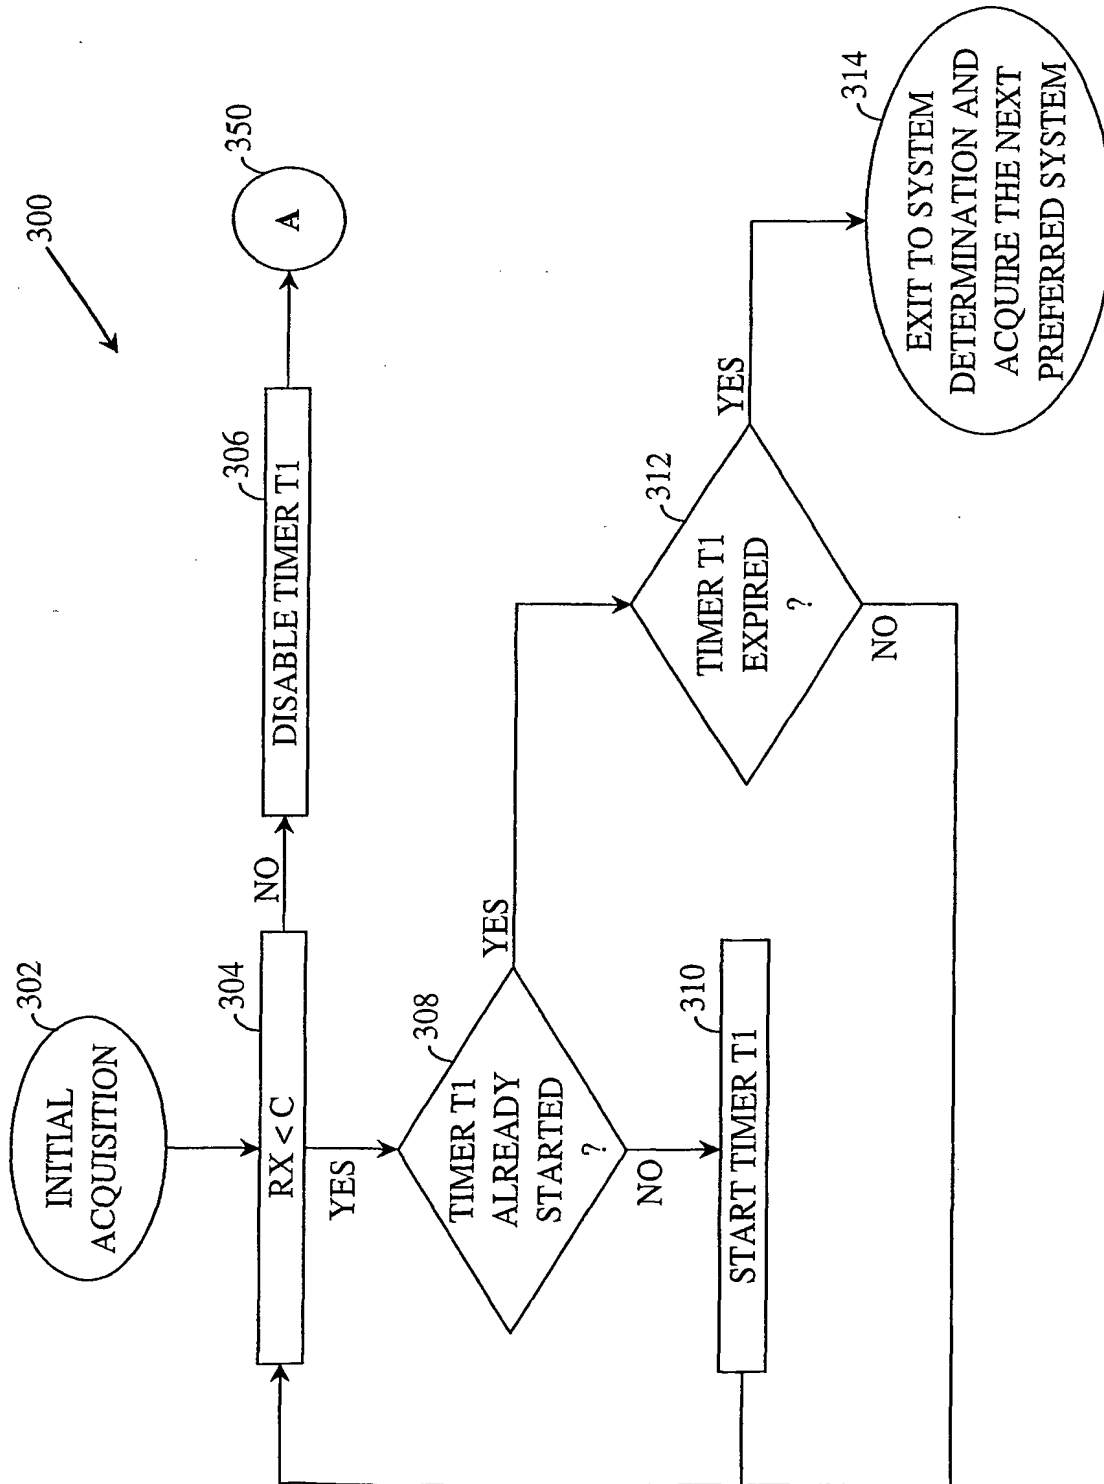 300
302
INITIAL
ACQUISITION
304
RX < C
NO
306
DISABLE TIMER T1
350
A
YES
308
TIMER T1
ALREADY
STARTED
?
YES
NO
310
START TIMER T1
312
TIMER T1
EXPIRED
?
YES
NO
314
EXIT TO SYSTEM
DETERMINATION AND
ACQUIRE THE NEXT
PREFERRED SYSTEM